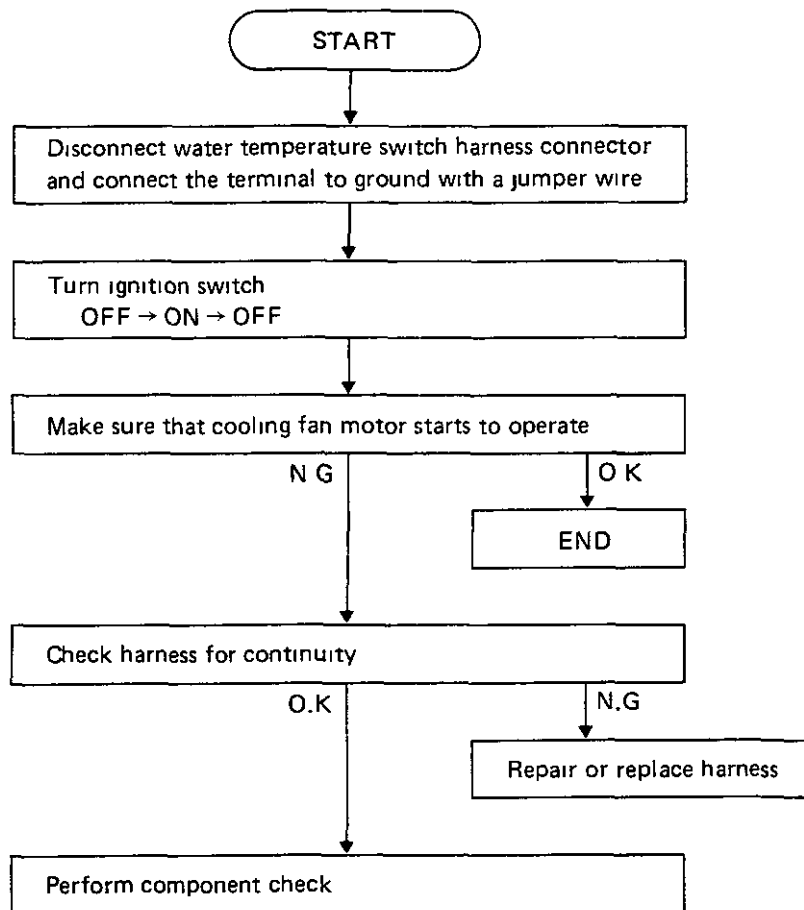 START
Disconnect water temperature switch harness connector
and connect the terminal to ground with a jumper wire
Turn ignition switch
OFF → ON → OFF
Make sure that cooling fan motor starts to operate
N G
O K
END
Check harness for continuity
O.K
N.G
Repair or replace harness
Perform component check